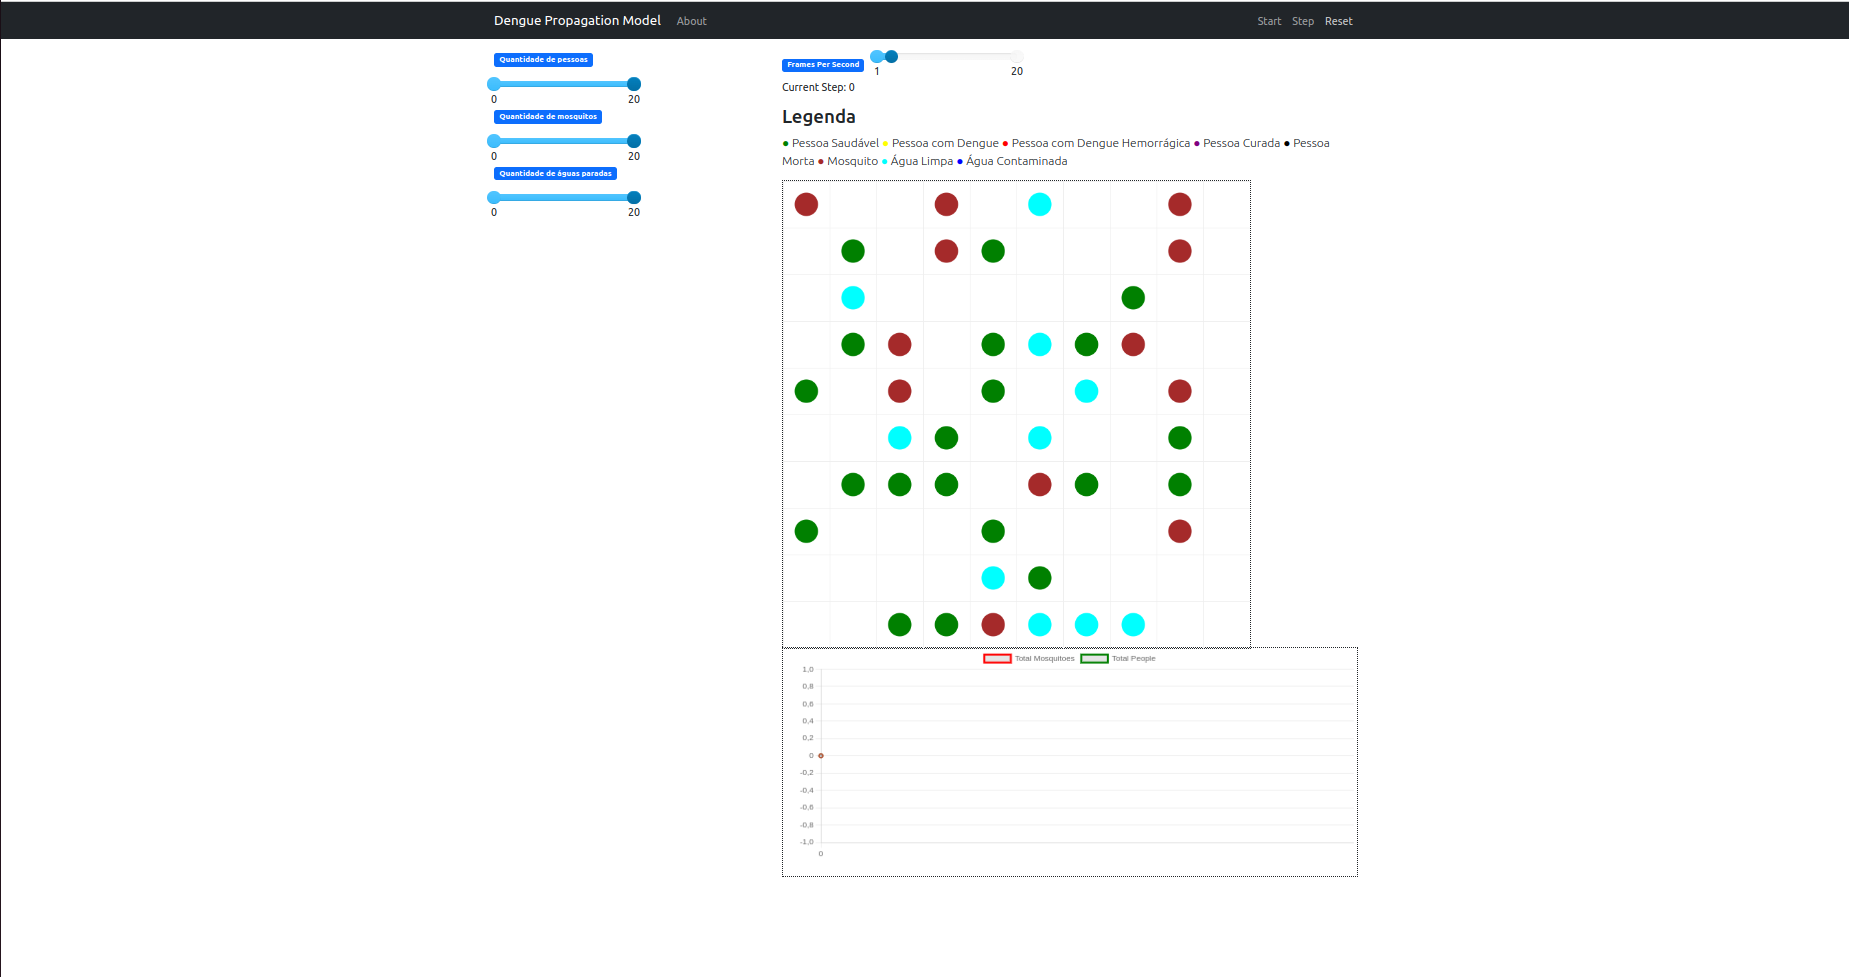 Dengue Propagation Model About Start Step Reset
Quantidade de pessoas
0 20
Quantidade de mosquitos
0 20
Quantidade de águas paradas
0 20
Frames Per Second
1 20
Current Step: 0
Legenda
● Pessoa Saudável ● Pessoa com Dengue ● Pessoa com Dengue Hemorrágica ● Pessoa Curada ● Pessoa
Morta ● Mosquito ● Água Limpa ● Água Contaminada
Total Mosquitoes Total People
1,0
0,8
0,6
0,4
0,2
0
-0,2
-0,4
-0,6
-0,8
-1,0
0